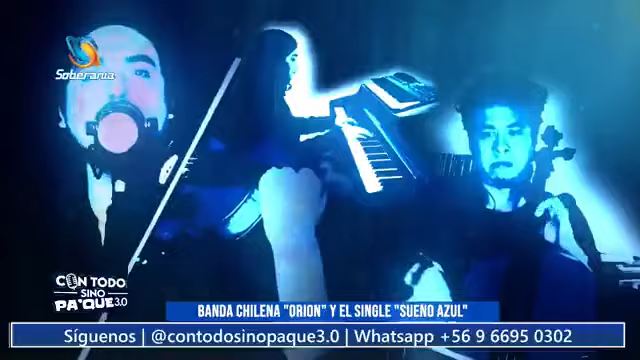 Soberanía
CON TODO
SINO
PA'QUE 3.0
BANDA CHILENA "ORION" Y EL SINGLE "SUEÑO AZUL"
Síguenos | @contodosinopaque3.0 | Whatsapp +56 9 6695 0302